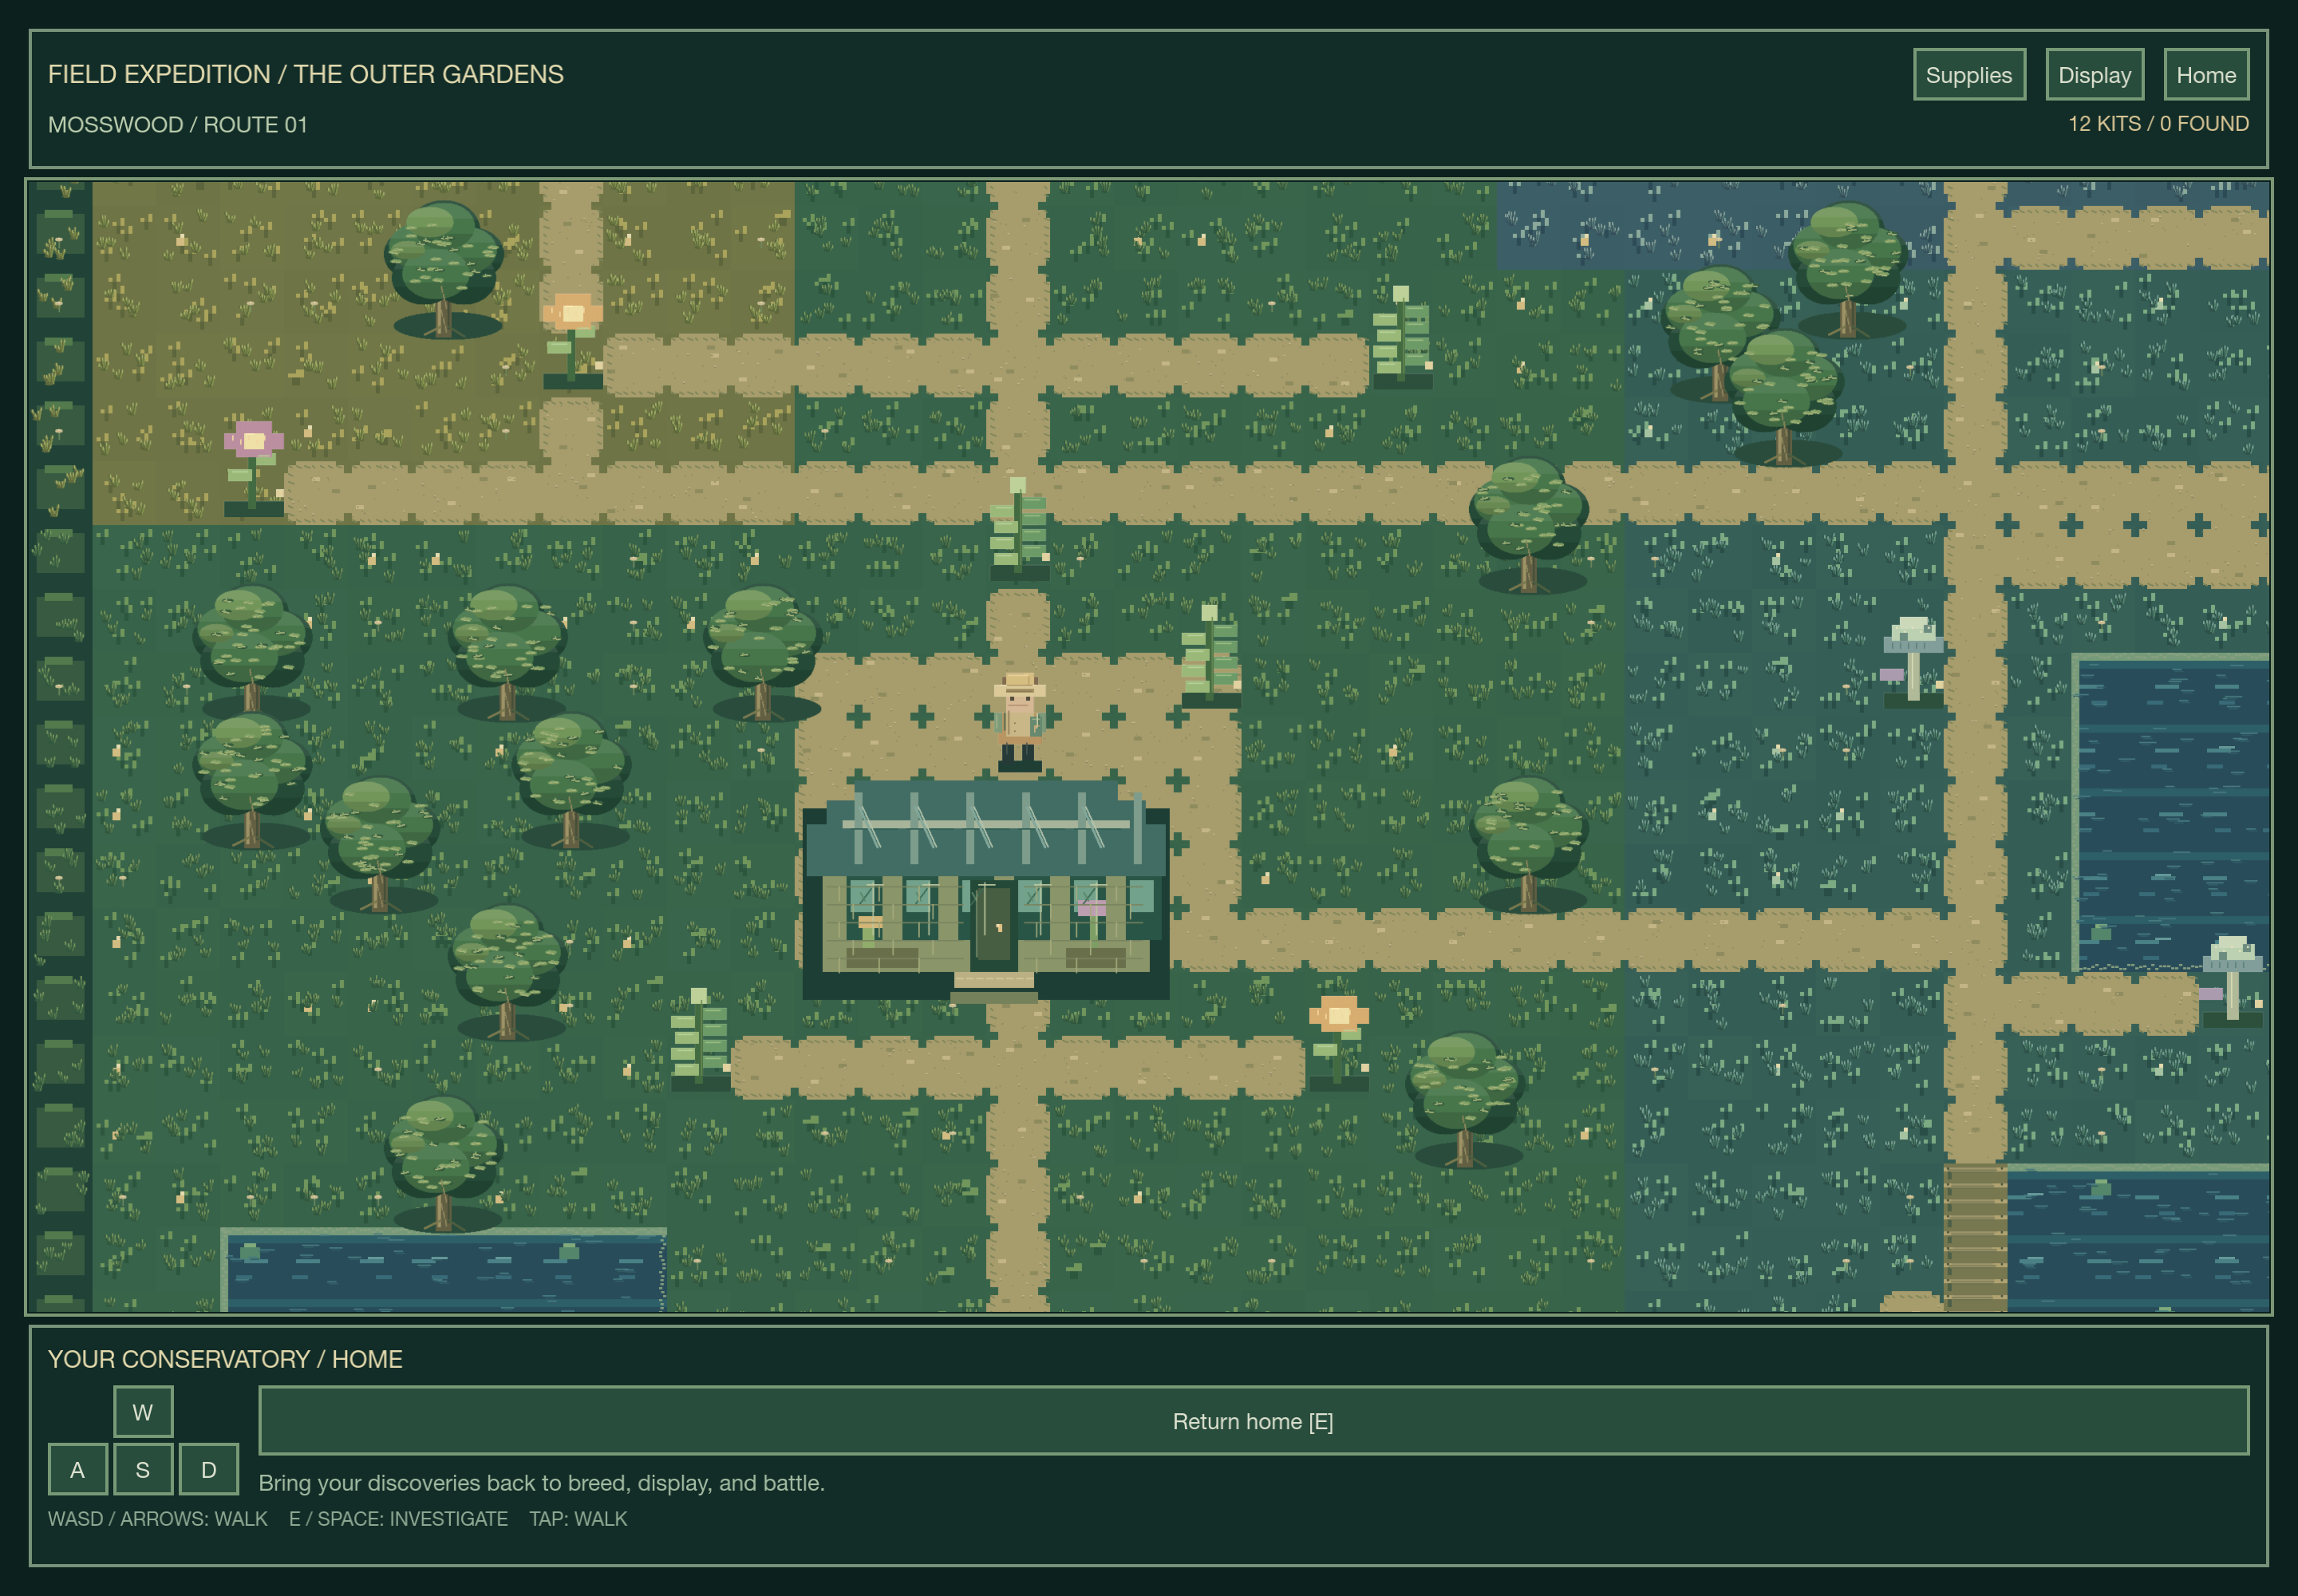 FIELD EXPEDITION / THE OUTER GARDENS
Supplies
Display
Home
MOSSWOOD / ROUTE 01
12 KITS / 0 FOUND
YOUR CONSERVATORY / HOME
W
A
S
D
Return home [E]
Bring your discoveries back to breed, display, and battle.
WASD / ARROWS: WALK E / SPACE: INVESTIGATE TAP: WALK